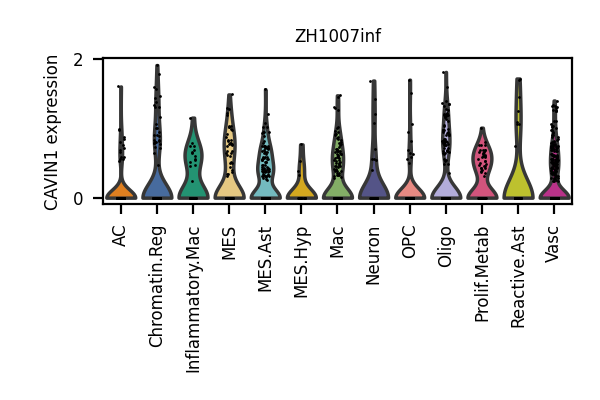 ZH1007inf
CAVIN1 expression
2
0
AC
Chromatin.Reg
Inflammatory.Mac
MES
MES.Ast
MES.Hyp
Mac
Neuron
OPC
Oligo
Prolif.Metab
Reactive.Ast
Vasc